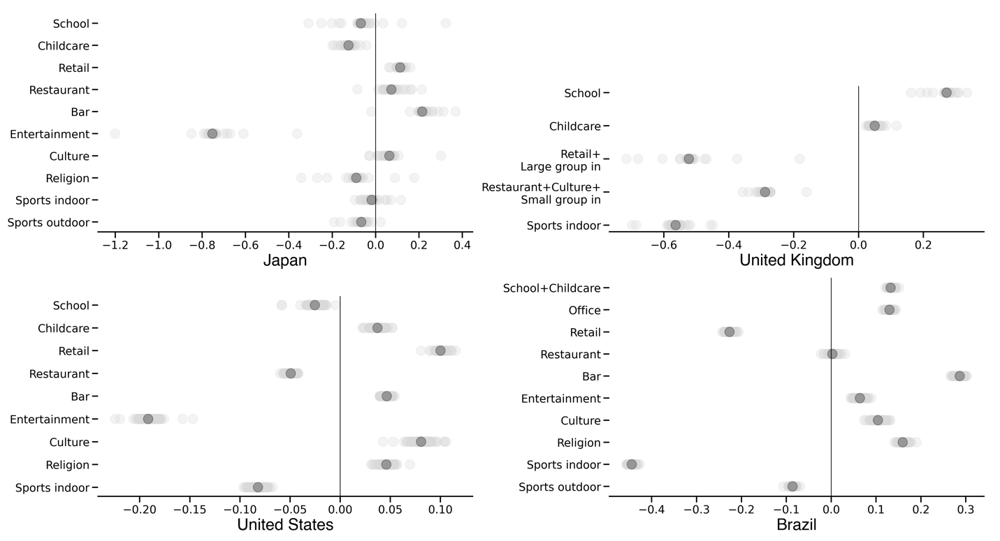 School
Childcare
Retail
Restaurant
Bar
Entertainment
Culture
Religion
Sports indoor
Sports outdoor
−1.2 −1.0 −0.8 −0.6 −0.4 −0.2 0.0 0.2 0.4
Japan
School
Childcare
Retail+
Large group in
Restaurant+Culture+
Small group in
Sports indoor
−0.6 −0.4 −0.2 0.0 0.2
United Kingdom
School
Childcare
Retail
Restaurant
Bar
Entertainment
Culture
Religion
Sports indoor
−0.20 −0.15 −0.10 −0.05 0.00 0.05 0.10
United States
School+Childcare
Office
Retail
Restaurant
Bar
Entertainment
Culture
Religion
Sports indoor
Sports outdoor
−0.4 −0.3 −0.2 −0.1 0.0 0.1 0.2 0.3
Brazil